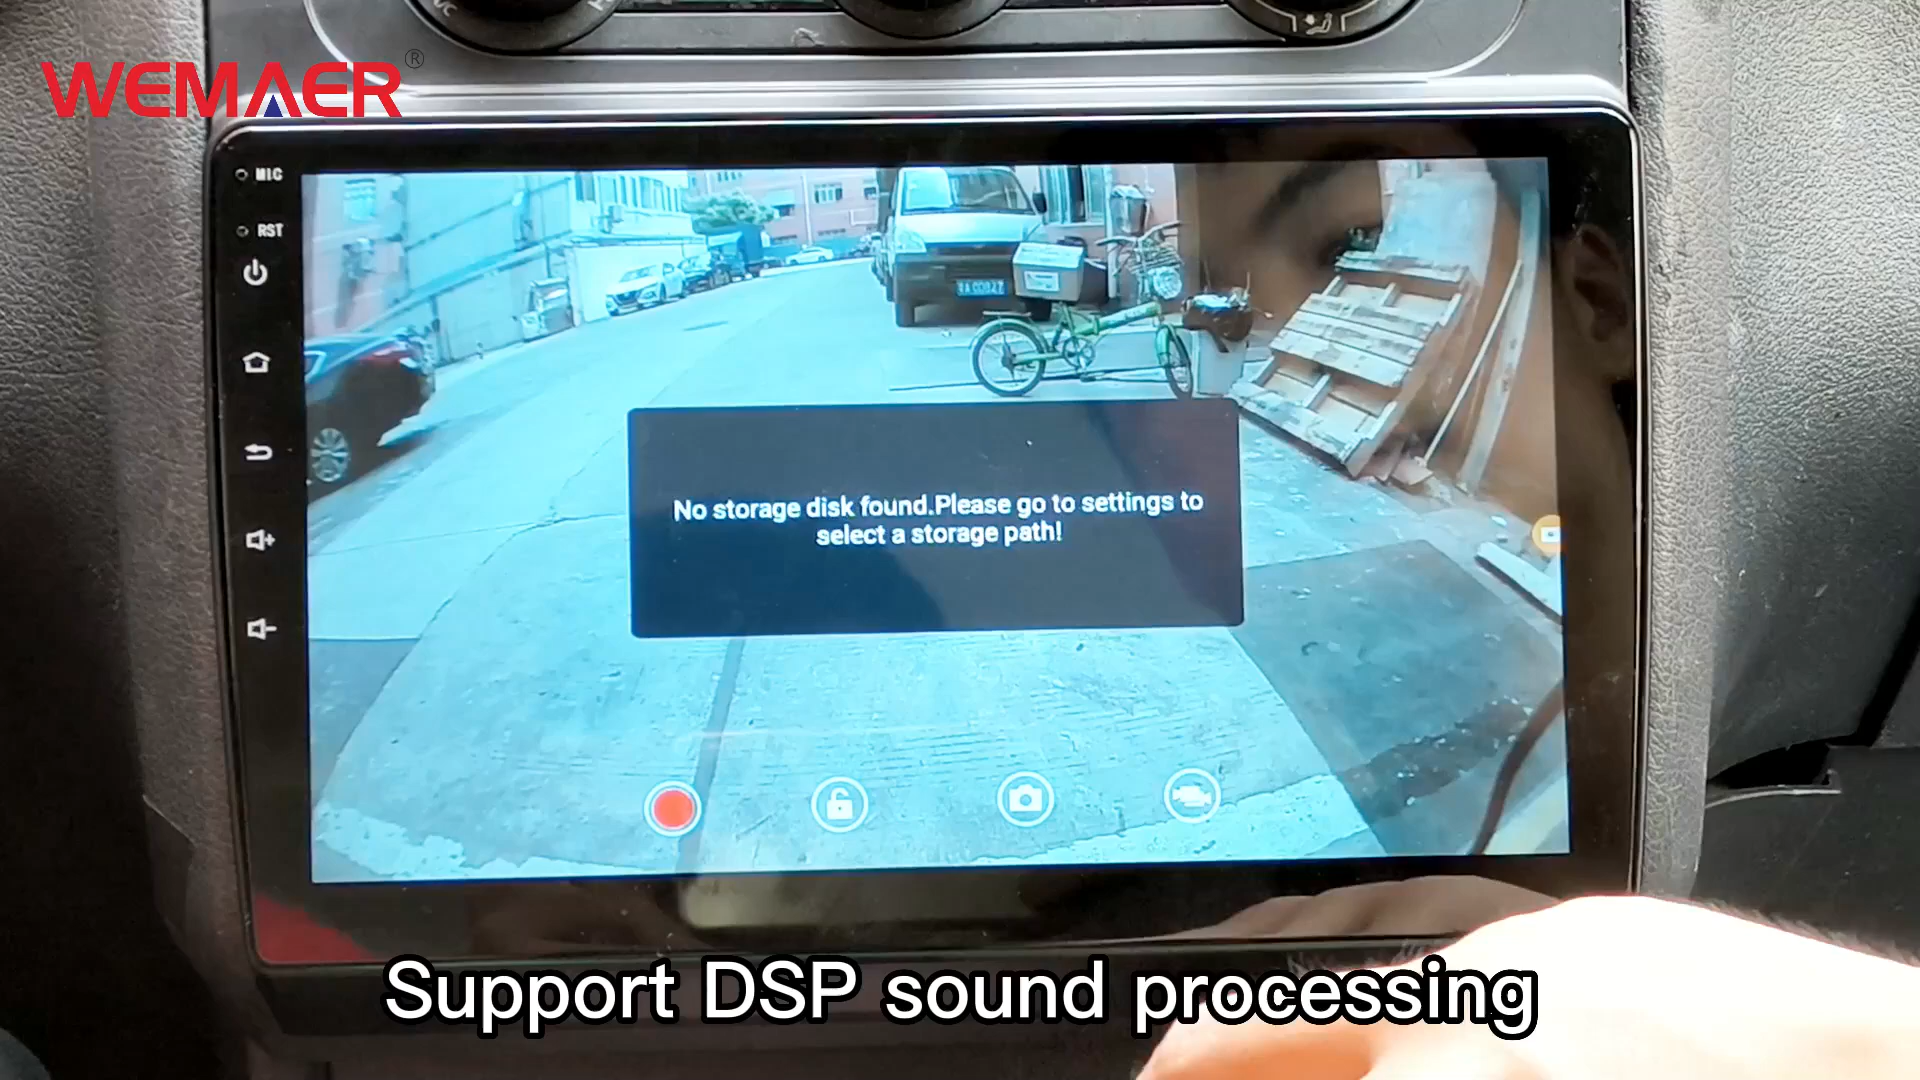 WEMAER®
MIC
RST
No storage disk found.Please go to settings to
select a storage path!
Support DSP sound processing